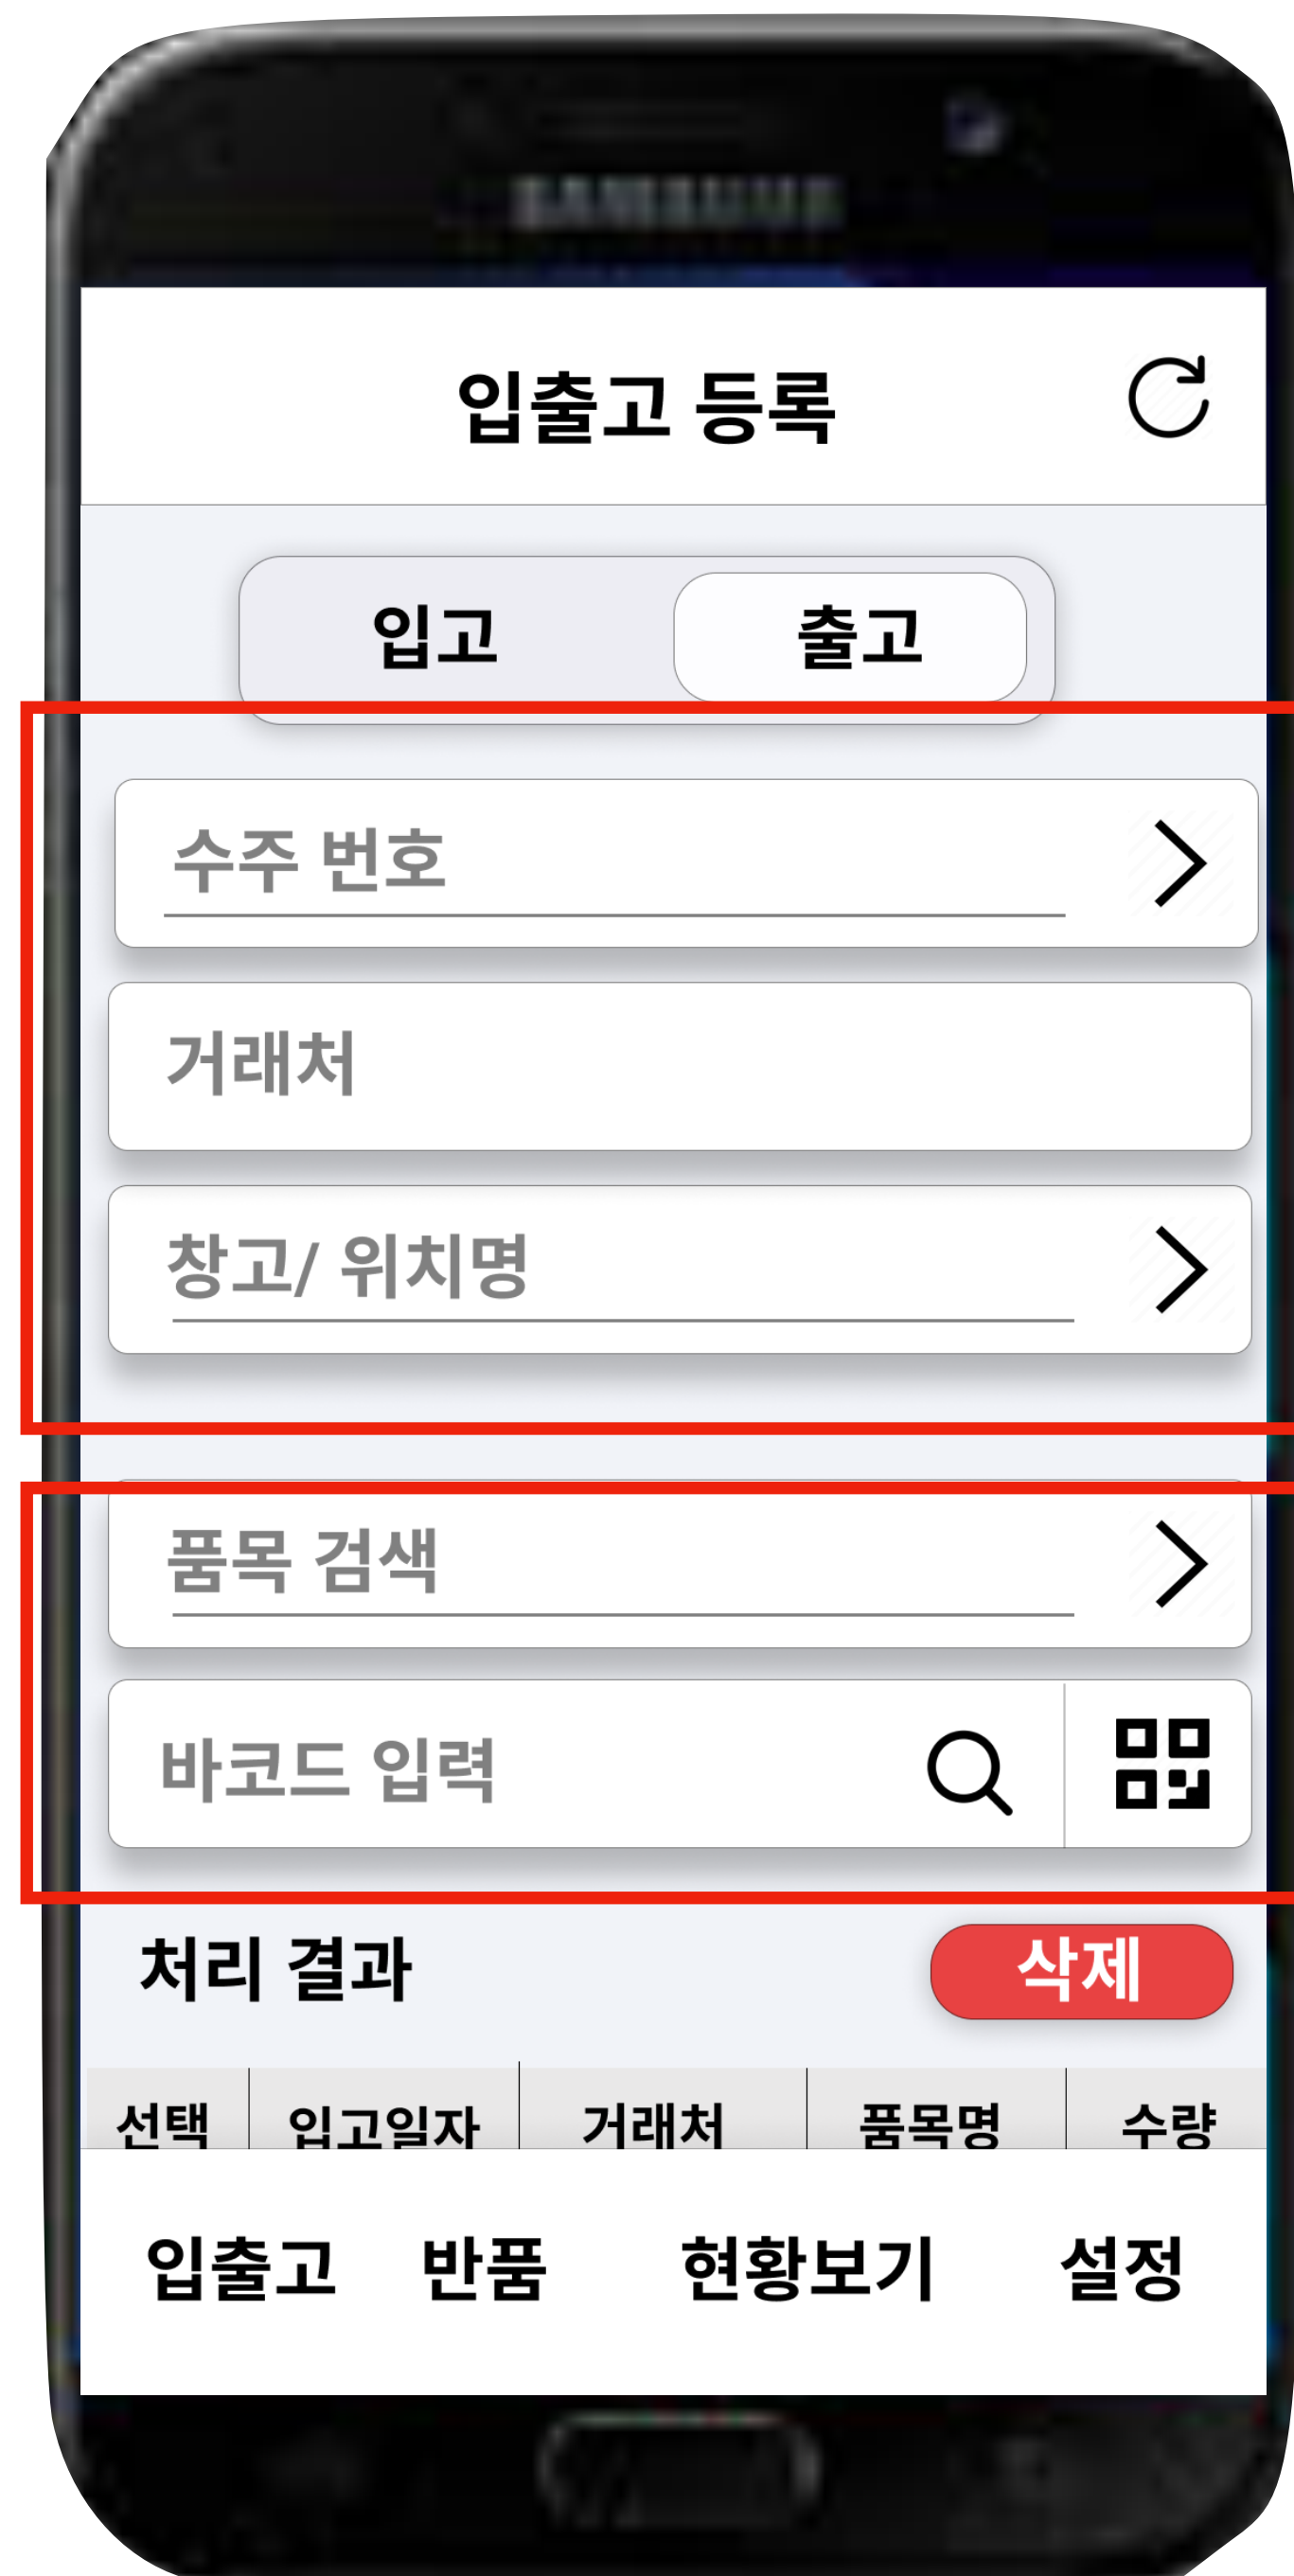 SAMSUNG
입출고 등록
입고 출고
수주 번호
거래처
창고/ 위치명
품목 검색
바코드 입력
처리 결과 삭제
선택 입고일자 거래처 품목명 수량
입출고 반품 현황보기 설정